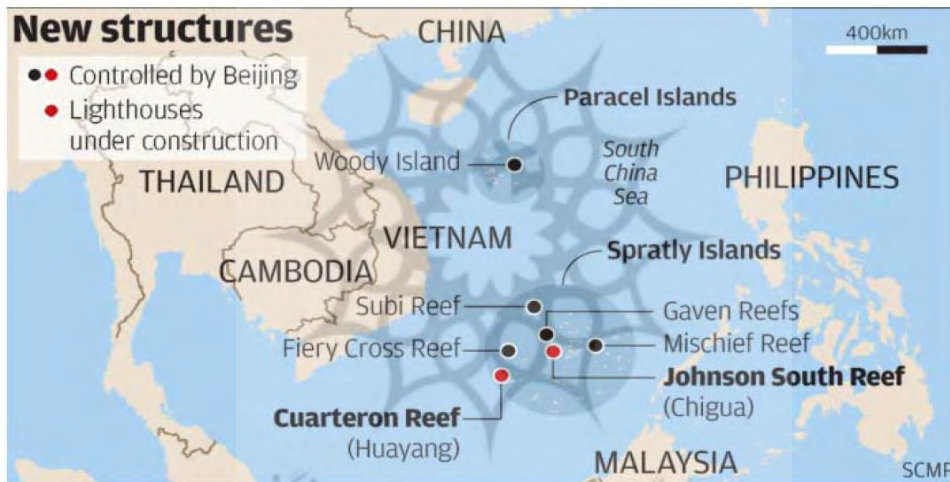 New structures
Controlled by Beijing
Lighthouses
under construction
400km
CHINA
Paracel Islands
Woody Island
South
China
Sea
THAILAND
PHILIPPINES
VIETNAM
CAMBODIA
Spratly Islands
Subi Reef
Gaven Reefs
Fiery Cross Reef
Mischief Reef
Johnson South Reef
(Chigua)
Cuarteron Reef
(Huayang)
MALAYSIA
SCMP